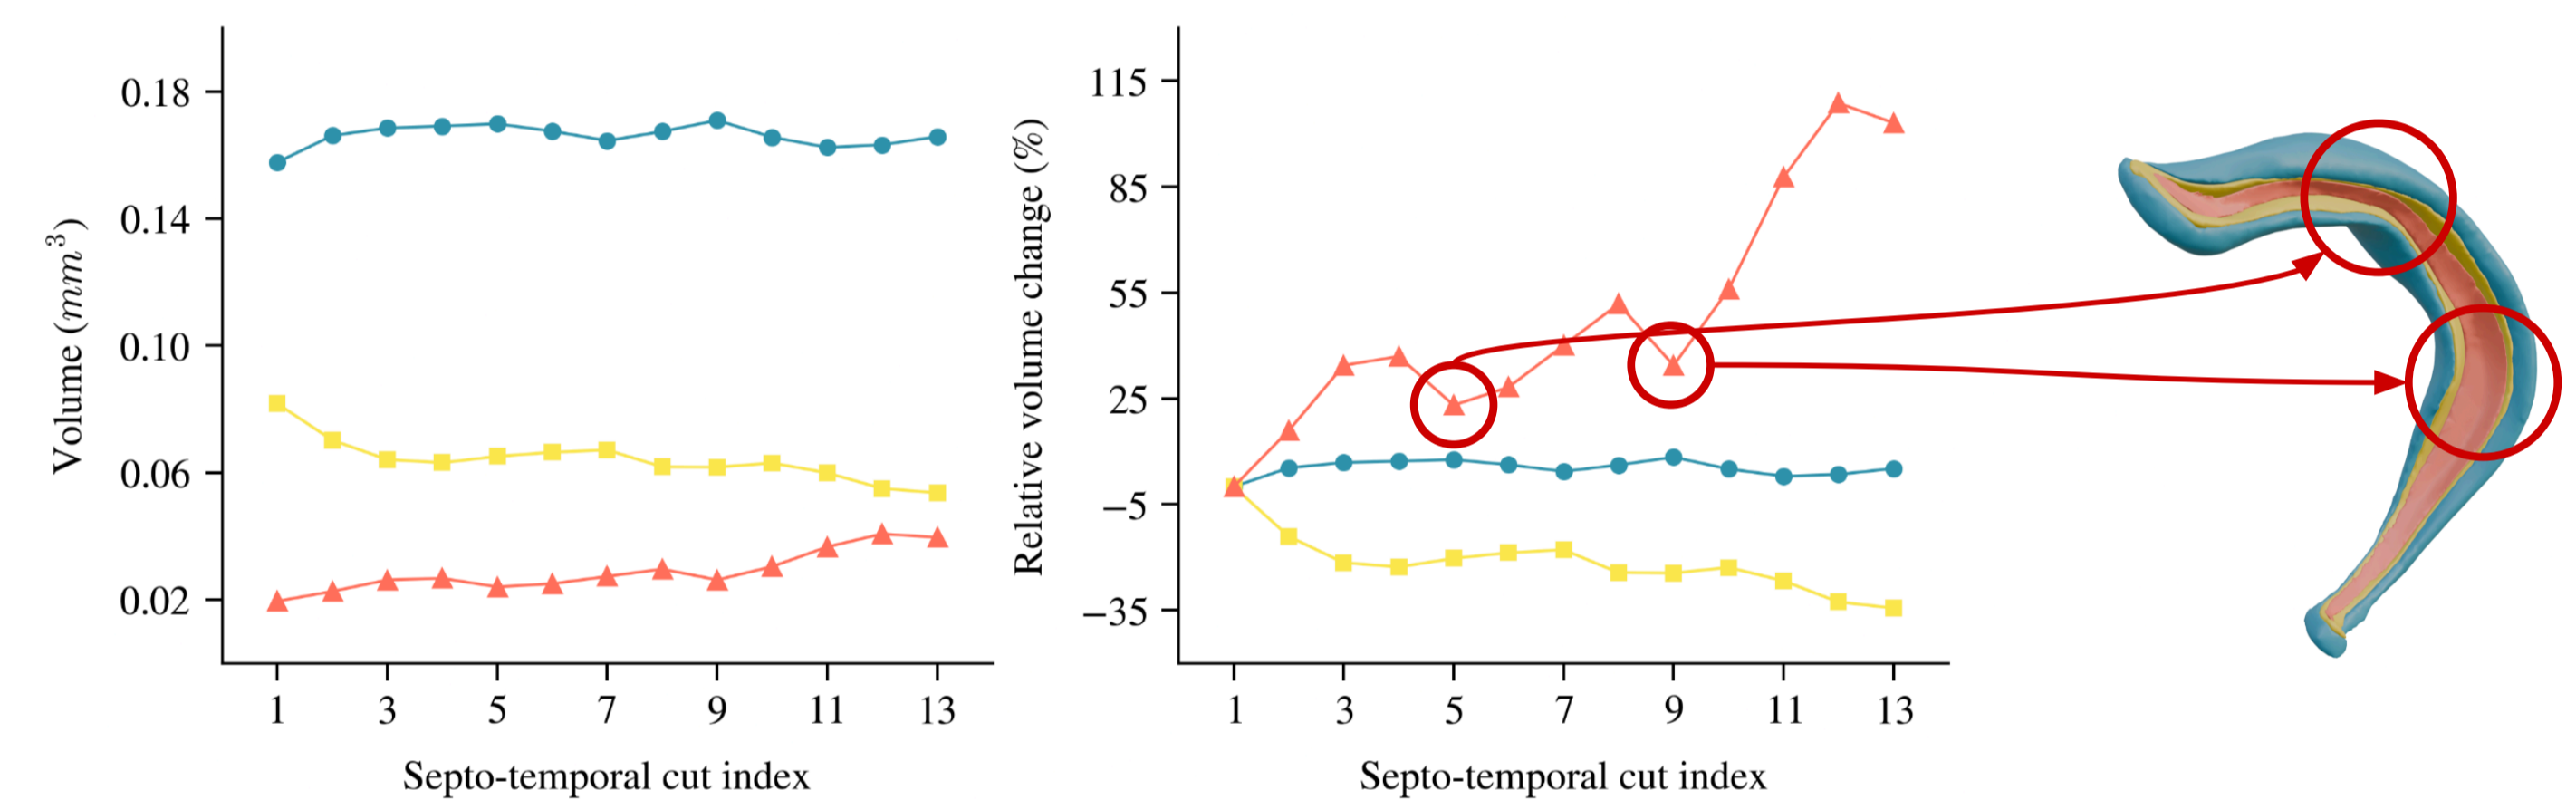 Volume (mm³)
0.18
0.14
0.10
0.06
0.02
1 3 5 7 9 11 13
Septo-temporal cut index
Relative volume change (%)
115
85
55
25
−5
−35
1 3 5 7 9 11 13
Septo-temporal cut index